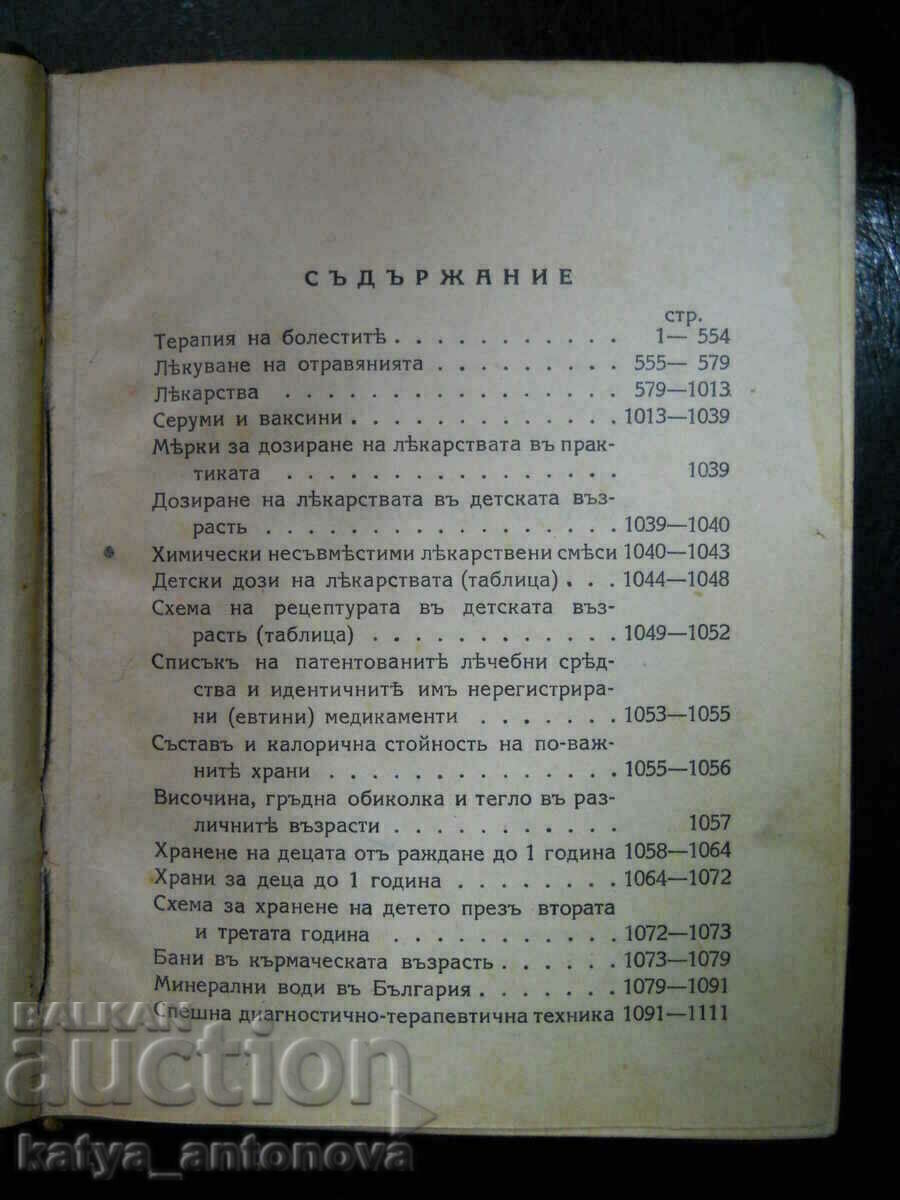 СЪДЪРЖАНИЕ
стр.
Терапия на болеститѣ . . . . . . . . . . . 1— 554
Лѣкуване на отравянията . . . . . . . . . 555— 579
Лѣкарства . . . . . . . . . . . . . . . . 579—1013
Серуми и ваксини . . . . . . . . . . . . . 1013—1039
Мѣрки за дозиране на лѣкарствата въ прак-
тиката . . . . . . . . . . . . . . . . 1039
Дозиране на лѣкарствата въ детската въз-
расть . . . . . . . . . . . . . . . . . . 1039—1040
Химически несъвмѣстими лѣкарствени смѣси 1040—1043
Детски дози на лѣкарствата (таблица) . . . 1044—1048
Схема на рецептурата въ детската въз-
расть (таблица) . . . . . . . . . . . . 1049—1052
Списъкъ на патентованитѣ лѣчебни срѣд-
ства и идентичнитѣ имъ нерегистрира-
ни (евтини) медикаменти . . . . . . . 1053—1055
Съставъ и калорична стойность на по-важ-
нитѣ храни . . . . . . . . . . . . . . 1055—1056
Височина, гръдна обиколка и тегло въ раз-
личнитѣ възрасти . . . . . . . . . . . 1057
Хранене на децата отъ раждане до 1 година 1058—1064
Храни за деца до 1 година . . . . . . . . 1064—1072
Схема за хранене на детето презъ втората
и третата година . . . . . . . . . . . 1072—1073
Бани въ кърмаческата възрасть . . . . . . 1073—1079
Минерални води въ България . . . . . . . 1079—1091
Спешна диагностично-терапевтична техника 1091—1111
BALKAN
auction
katya_antonova